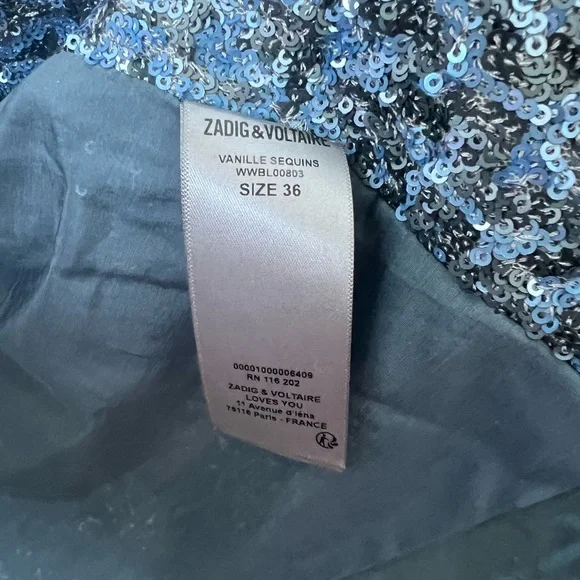 ZADIG&VOLTAIRE
VANILLE SEQUINS
WWBL00803
SIZE 36
00001000006409
RN 116 202
ZADIG & VOLTAIRE
LOVES YOU
11 Avenue d'Iéna
75116 Paris - FRANCE